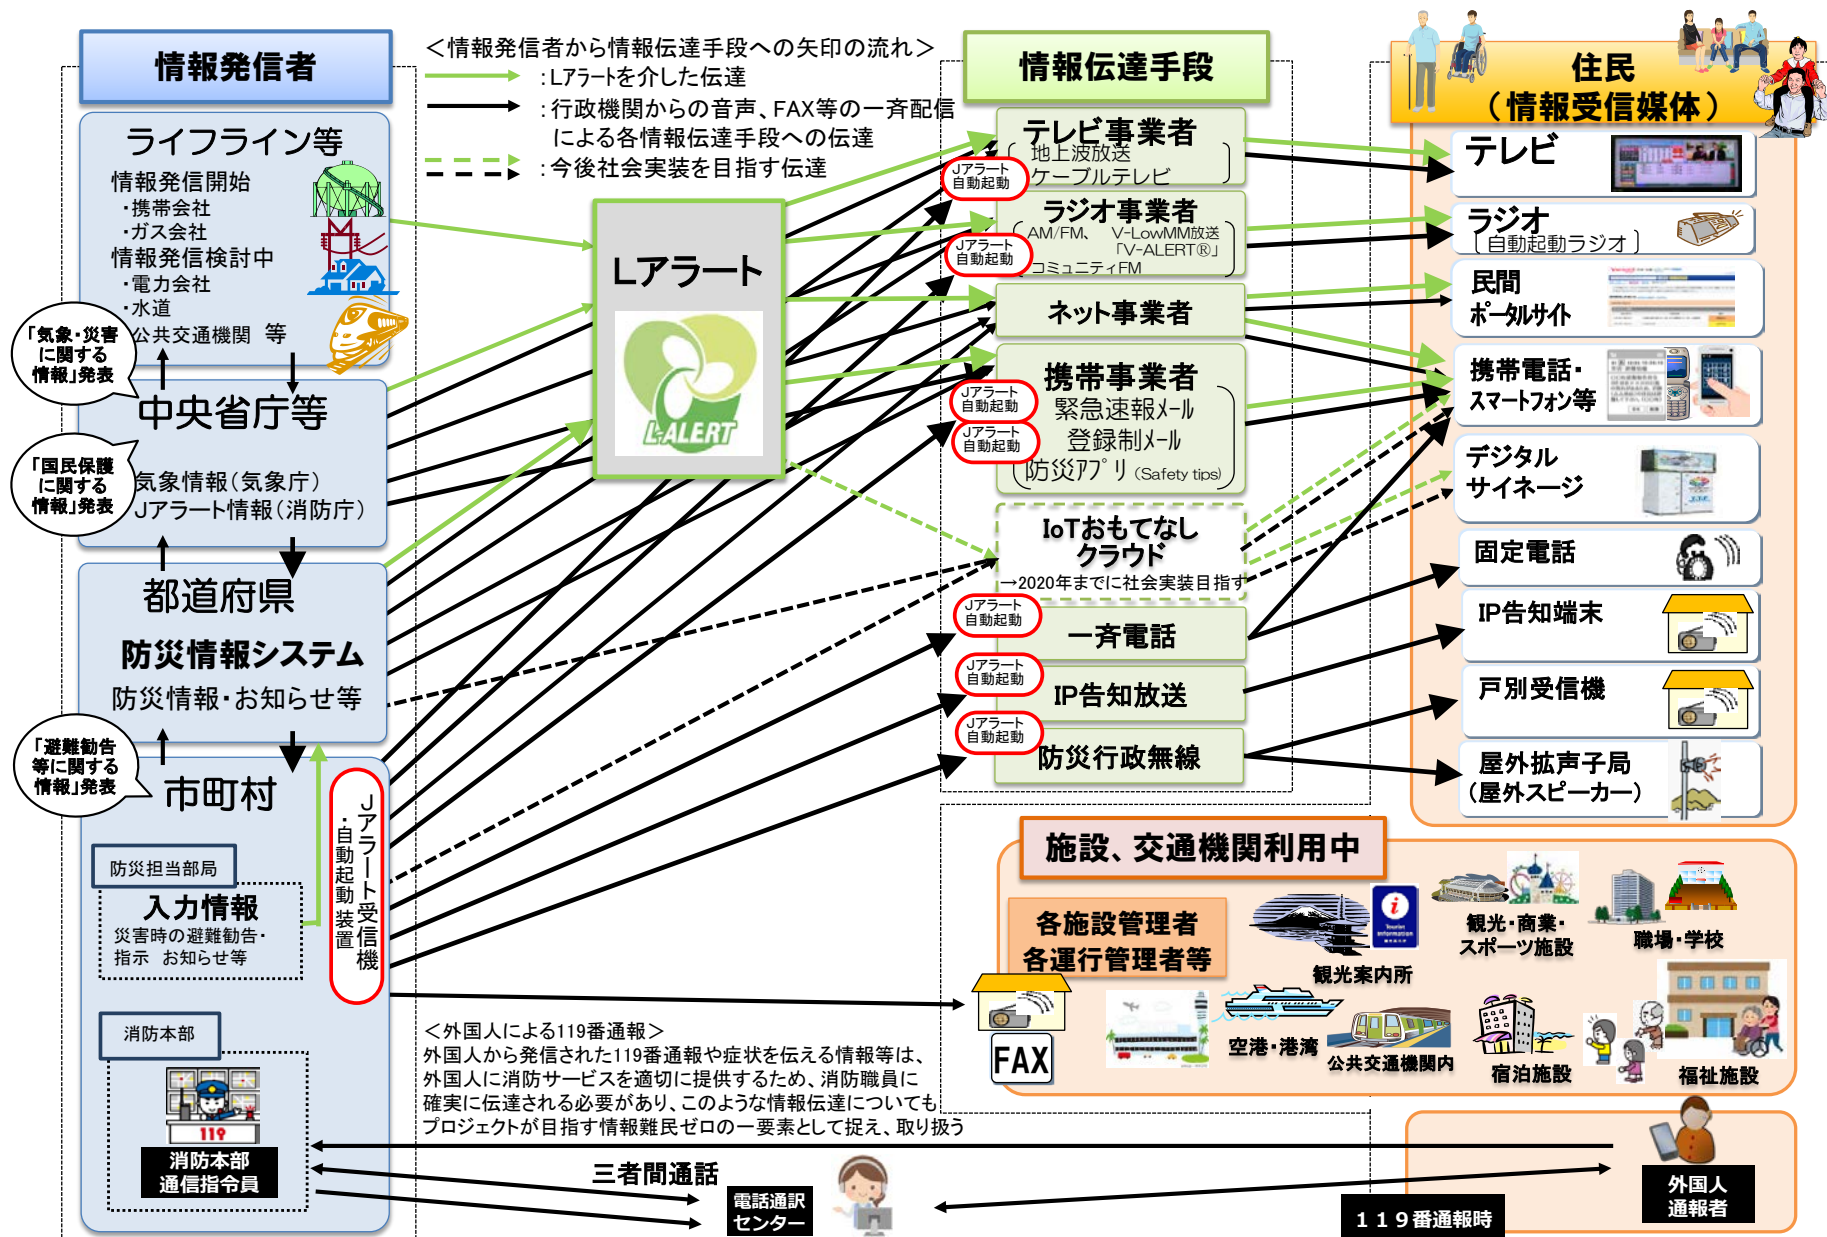 情報発信者
<情報発信者から情報伝達手段への矢印の流れ>
:Lアラートを介した伝達
:行政機関からの音声、FAX等の一斉配信
による各情報伝達手段への伝達
:今後社会実装を目指す伝達
ライフライン等
情報発信開始
・携帯会社
・ガス会社
情報発信検討中
・電力会社
・水道
公共交通機関 等
「気象・災害
に関する
情報」発表
中央省庁等
気象情報(気象庁)
Jアラート情報(消防庁)
「国民保護
に関する
情報」発表
都道府県
防災情報システム
防災情報・お知らせ等
「避難勧告
等に関する
情報」発表
市町村
防災担当部局
入力情報
災害時の避難勧告・
指示 お知らせ等
Jアラート受信機
・自動起動装置
消防本部
119
消防本部
通信指令員
Lアラート
L-ALERT
情報伝達手段
テレビ事業者
地上波放送
ケーブルテレビ
Jアラート
自動起動
ラジオ事業者
AM/FM、 V-LowMM放送
「V-ALERT®」
コミュニティFM
Jアラート
自動起動
ネット事業者
携帯事業者
緊急速報メール
登録制メール
防災アプリ(Safety tips)
Jアラート
自動起動
Jアラート
自動起動
IoTおもてなし
クラウド
→2020年までに社会実装目指す
Jアラート
自動起動
一斉電話
Jアラート
自動起動
IP告知放送
Jアラート
自動起動
防災行政無線
住民
(情報受信媒体)
テレビ
ラジオ
〔自動起動ラジオ〕
民間
ポータルサイト
携帯電話・
スマートフォン等
デジタル
サイネージ
固定電話
IP告知端末
戸別受信機
屋外拡声子局
(屋外スピーカー)
施設、交通機関利用中
各施設管理者
各運行管理者等
FAX
i
Tourist
Information
観光案内所
観光・商業・
スポーツ施設
職場・学校
空港・港湾
公共交通機関内
宿泊施設
福祉施設
<外国人による119番通報>
外国人から発信された119番通報や症状を伝える情報等は、
外国人に消防サービスを適切に提供するため、消防職員に
確実に伝達される必要があり、このような情報伝達についても
プロジェクトが目指す情報難民ゼロの一要素として捉え、取り扱う
三者間通話
電話通訳
センター
119番通報時
外国人
通報者